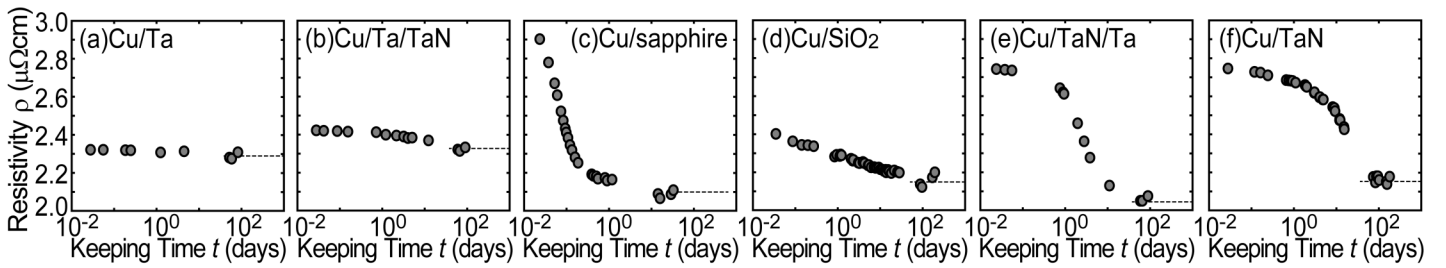 Resistivity ρ (μΩcm)
3.0
2.8
2.6
2.4
2.2
2.0
(a)Cu/Ta
10-2 100 102
Keeping Time t (days)
(b)Cu/Ta/TaN
10-2 100 102
Keeping Time t (days)
(c)Cu/sapphire
10-2 100 102
Keeping Time t (days)
(d)Cu/SiO2
10-2 100 102
Keeping Time t (days)
(e)Cu/TaN/Ta
10-2 100 102
Keeping Time t (days)
(f)Cu/TaN
10-2 100 102
Keeping Time t (days)